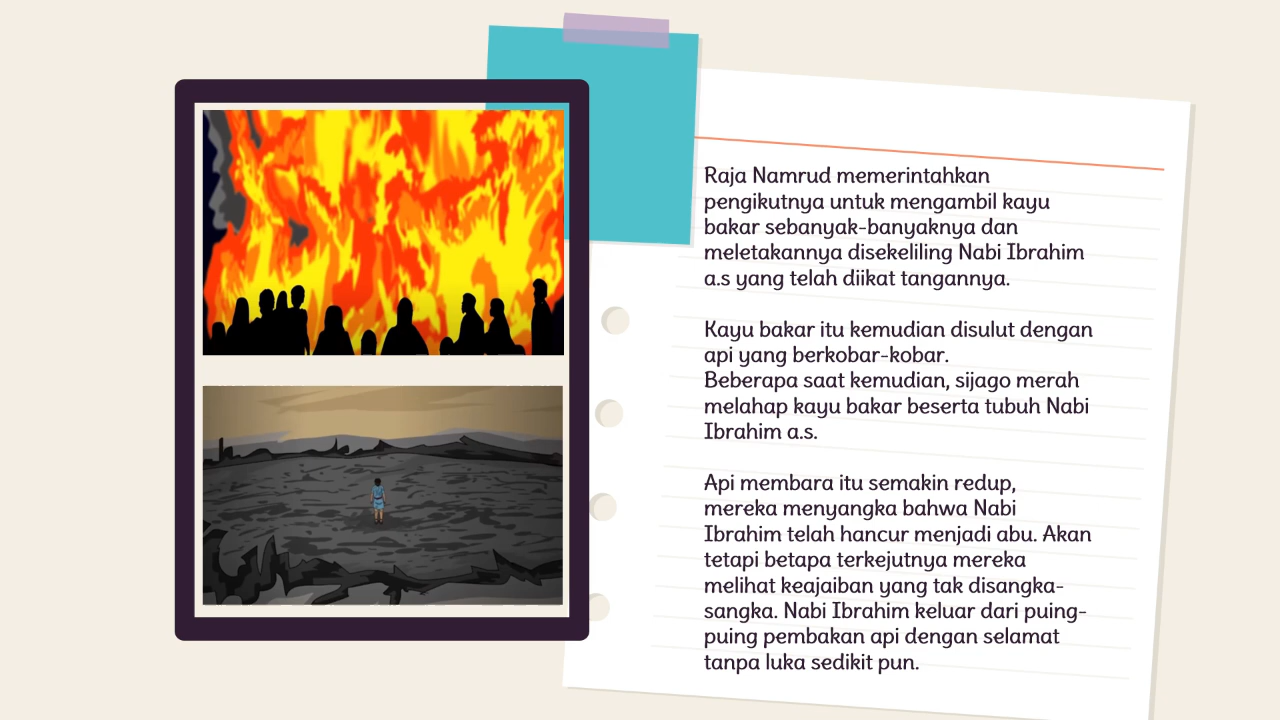 Raja Namrud memerintahkan
pengikutnya untuk mengambil kayu
bakar sebanyak-banyaknya dan
meletakannya disekeliling Nabi Ibrahim
a.s yang telah diikat tangannya.
Kayu bakar itu kemudian disulut dengan
api yang berkobar-kobar.
Beberapa saat kemudian, sijago merah
melahap kayu bakar beserta tubuh Nabi
Ibrahim a.s.
Api membara itu semakin redup,
mereka menyangka bahwa Nabi
Ibrahim telah hancur menjadi abu. Akan
tetapi betapa terkejutnya mereka
melihat keajaiban yang tak disangka-
sangka. Nabi Ibrahim keluar dari puing-
puing pembakan api dengan selamat
tanpa luka sedikit pun.